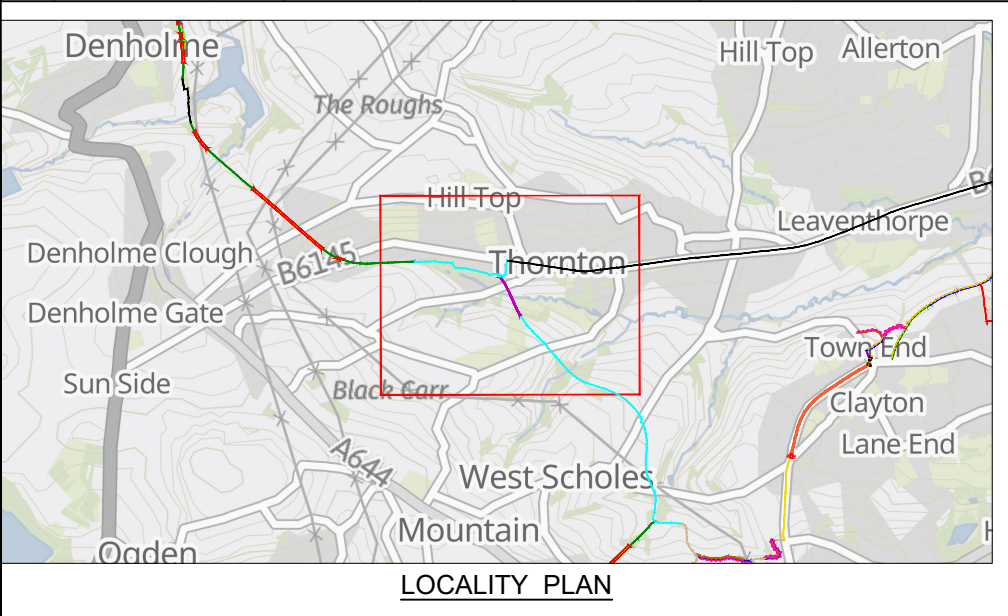 Denholme
Hill Top
Allerton
The Roughs
Hill Top
Leaventhorpe
Denholme Clough
B6145
Thornton
Denholme Gate
Town End
Sun Side
Black Carr
Clayton
Lane End
A644
West Scholes
Mountain
Ogden
LOCALITY PLAN